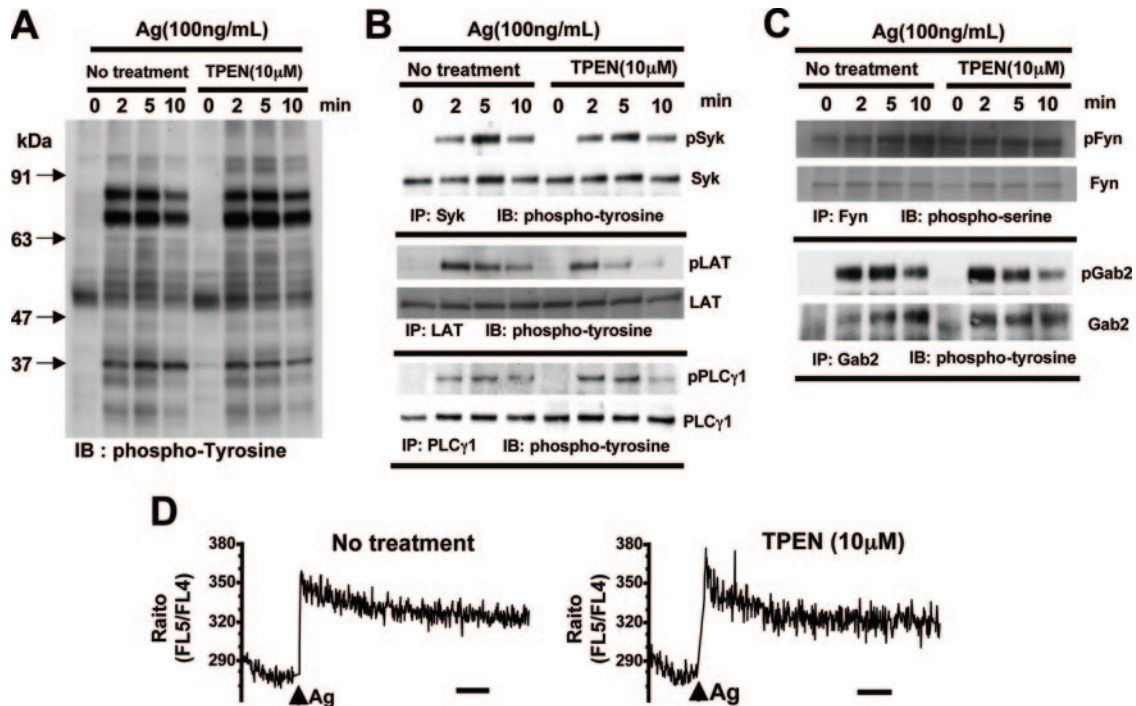 A
Ag(100ng/mL)
No treatment TPEN(10μM)
0 2 5 10 0 2 5 10 min
kDa
91
63
47
37
IB : phospho-Tyrosine
B
Ag(100ng/mL)
No treatment TPEN(10μM)
0 2 5 10 0 2 5 10 min
pSyk
Syk
IP: Syk IB: phospho-tyrosine
pLAT
LAT
IP: LAT IB: phospho-tyrosine
pPLCγ1
PLCγ1
IP: PLCγ1 IB: phospho-tyrosine
C
Ag(100ng/mL)
No treatment TPEN(10μM)
0 2 5 10 0 2 5 10 min
pFyn
Fyn
IP: Fyn IB: phospho-serine
pGab2
Gab2
IP: Gab2 IB: phospho-tyrosine
D
No treatment
Raito
(FL5/FL4)
380
350
320
290
Ag
TPEN (10μM)
Raito
(FL5/FL4)
380
350
320
290
Ag